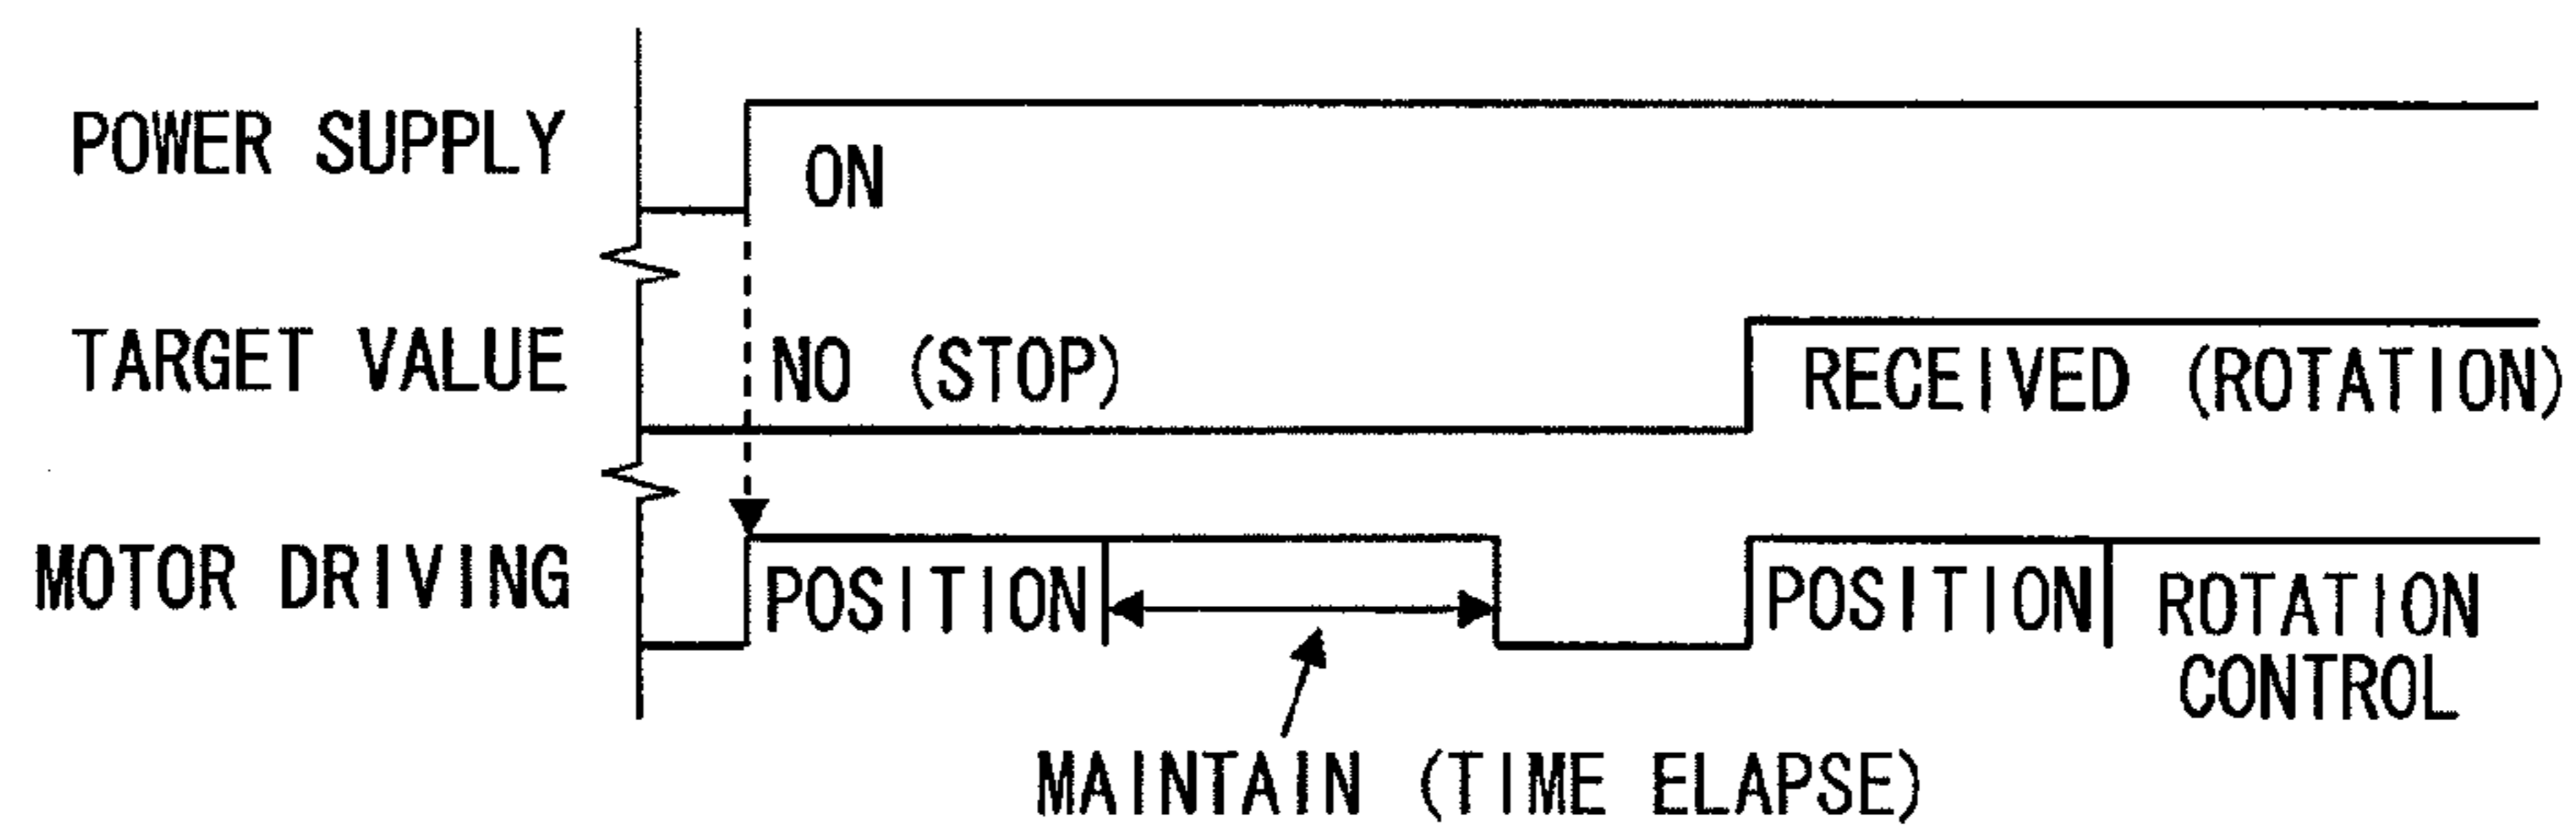 POWER SUPPLY
ON
TARGET VALUE
NO (STOP)
RECEIVED (ROTATION)
MOTOR DRIVING
POSITION
POSITION
ROTATION
CONTROL
MAINTAIN (TIME ELAPSE)